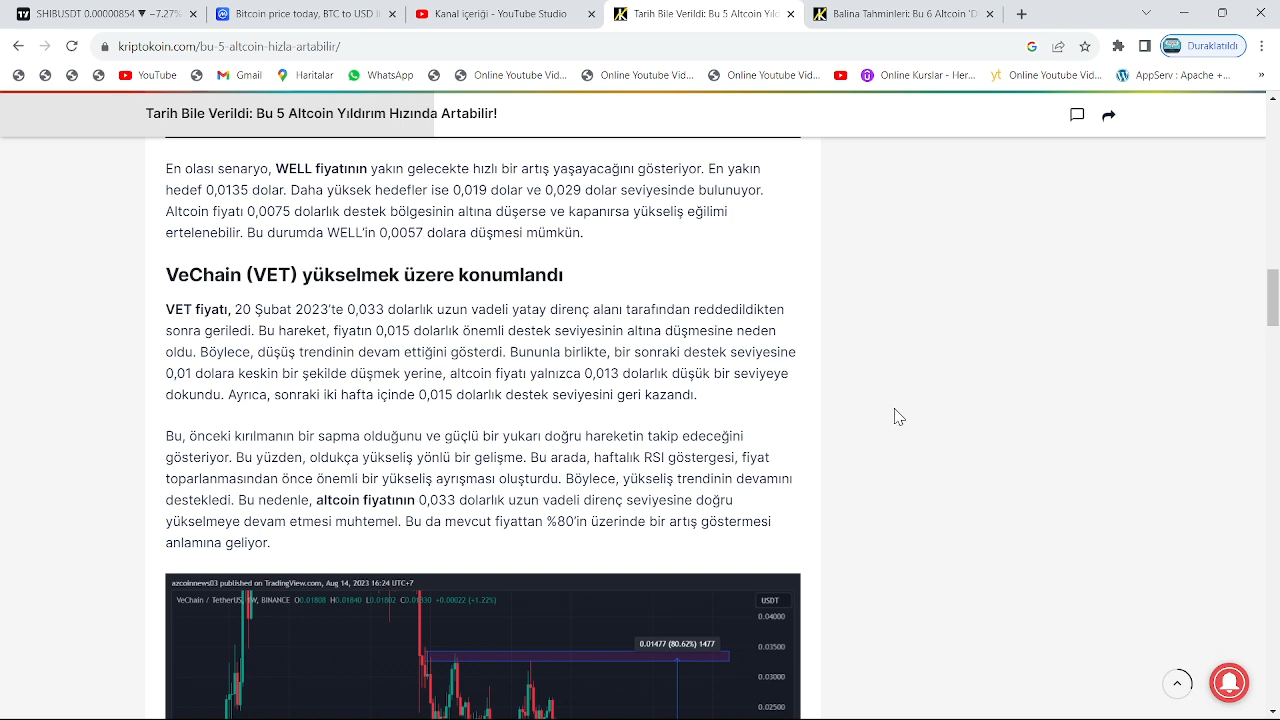 SHIBUSDT 0.00000854 ▼ −7.22%
Kanal içeriği - YouTube Studio
Tarih Bile Verildi: Bu 5 Altcoin Yıl
Balina Tahminleri: Bu 6 Altcoin 'D
kriptokoin.com/bu-5-altcoin-hizla-artabilir/
Duraklatıldı
YouTube
Gmail
Haritalar
WhatsApp
Online Youtube Vid...
Online Youtube Vid...
Online Youtube Vid...
Online Kurslar - Her...
Online Youtube Vid...
AppServ : Apache +...
Tarih Bile Verildi: Bu 5 Altcoin Yıldırım Hızında Artabilir!
En olası senaryo, WELL fiyatının yakın gelecekte hızlı bir artış yaşayacağını gösteriyor. En yakın
hedef 0,0135 dolar. Daha yüksek hedefler ise 0,019 dolar ve 0,029 dolar seviyesinde bulunuyor.
Altcoin fiyatı 0,0075 dolarlık destek bölgesinin altına düşerse ve kapanırsa yükseliş eğilimi
ertelenebilir. Bu durumda WELL'in 0,0057 dolara düşmesi mümkün.
VeChain (VET) yükselmek üzere konumlandı
VET fiyatı, 20 Şubat 2023'te 0,033 dolarlık uzun vadeli yatay direnç alanı tarafından reddedildikten
sonra geriledi. Bu hareket, fiyatın 0,015 dolarlık önemli destek seviyesinin altına düşmesine neden
oldu. Böylece, düşüş trendinin devam ettiğini gösterdi. Bununla birlikte, bir sonraki destek seviyesine
0,01 dolara keskin bir şekilde düşmek yerine, altcoin fiyatı yalnızca 0,013 dolarlık düşük bir seviyeye
dokundu. Ayrıca, sonraki iki hafta içinde 0,015 dolarlık destek seviyesini geri kazandı.
Bu, önceki kırılmanın bir sapma olduğunu ve güçlü bir yukarı doğru hareketin takip edeceğini
gösteriyor. Bu yüzden, oldukça yükseliş yönlü bir gelişme. Bu arada, haftalık RSI göstergesi, fiyat
toparlanmasından önce önemli bir yükseliş ayrışması oluşturdu. Böylece, yükseliş trendinin devamını
destekledi. Bu nedenle, altcoin fiyatının 0,033 dolarlık uzun vadeli direnç seviyesine doğru
yükselmeye devam etmesi muhtemel. Bu da mevcut fiyattan %80'in üzerinde bir artış göstermesi
anlamına geliyor.
azcoinnews03 published on TradingView.com, Aug 14, 2023 16:24 UTC+7
VeChain / TetherUS, 1W, BINANCE O0.01808 H0.01840 L0.01802 C0.01830 +0.00022 (+1.22%)
USDT
0.04000
0.01477 (80.62%) 1477
0.03500
0.03000
0.02500